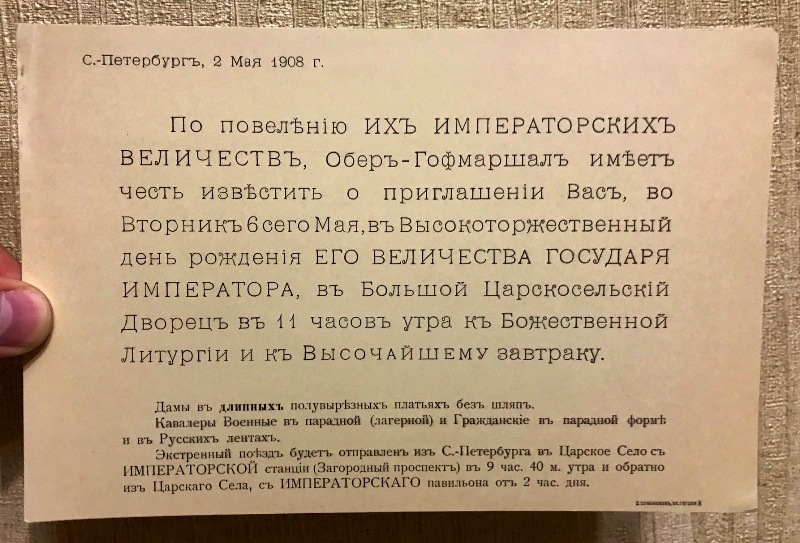 С.-Петербургъ, 2 Мая 1908 г.
По повелѣнію ИХЪ ИМПЕРАТОРСКИХЪ
ВЕЛИЧЕСТВЪ, Оберъ-Гофмаршалъ имѣетъ
честь извѣстить о приглашеніи Васъ, во
Вторникъ 6 сего Мая, въ Высокоторжественный
день рожденія ЕГО ВЕЛИЧЕСТВА ГОСУДАРЯ
ИМПЕРАТОРА, въ Большой Царскосельскій
Дворецъ въ 11 часовъ утра къ Божественной
Литургіи и къ ВЫСОЧАЙШЕМУ завтраку.
Дамы въ длинныхъ полувырѣзныхъ платьяхъ безъ шляпъ.
Кавалеры Военные въ парадной (лагерной) и Гражданскіе въ парадной формѣ
и въ Русскихъ лентахъ.
Экстренный поѣздъ будетъ отправленъ изъ С.-Петербурга въ Царское Село съ
ИМПЕРАТОРСКОЙ станціи (Загородный проспектъ) въ 9 час. 40 м. утра и обратно
изъ Царскаго Села, съ ИМПЕРАТОРСКАГО павильона отъ 2 час. дня.